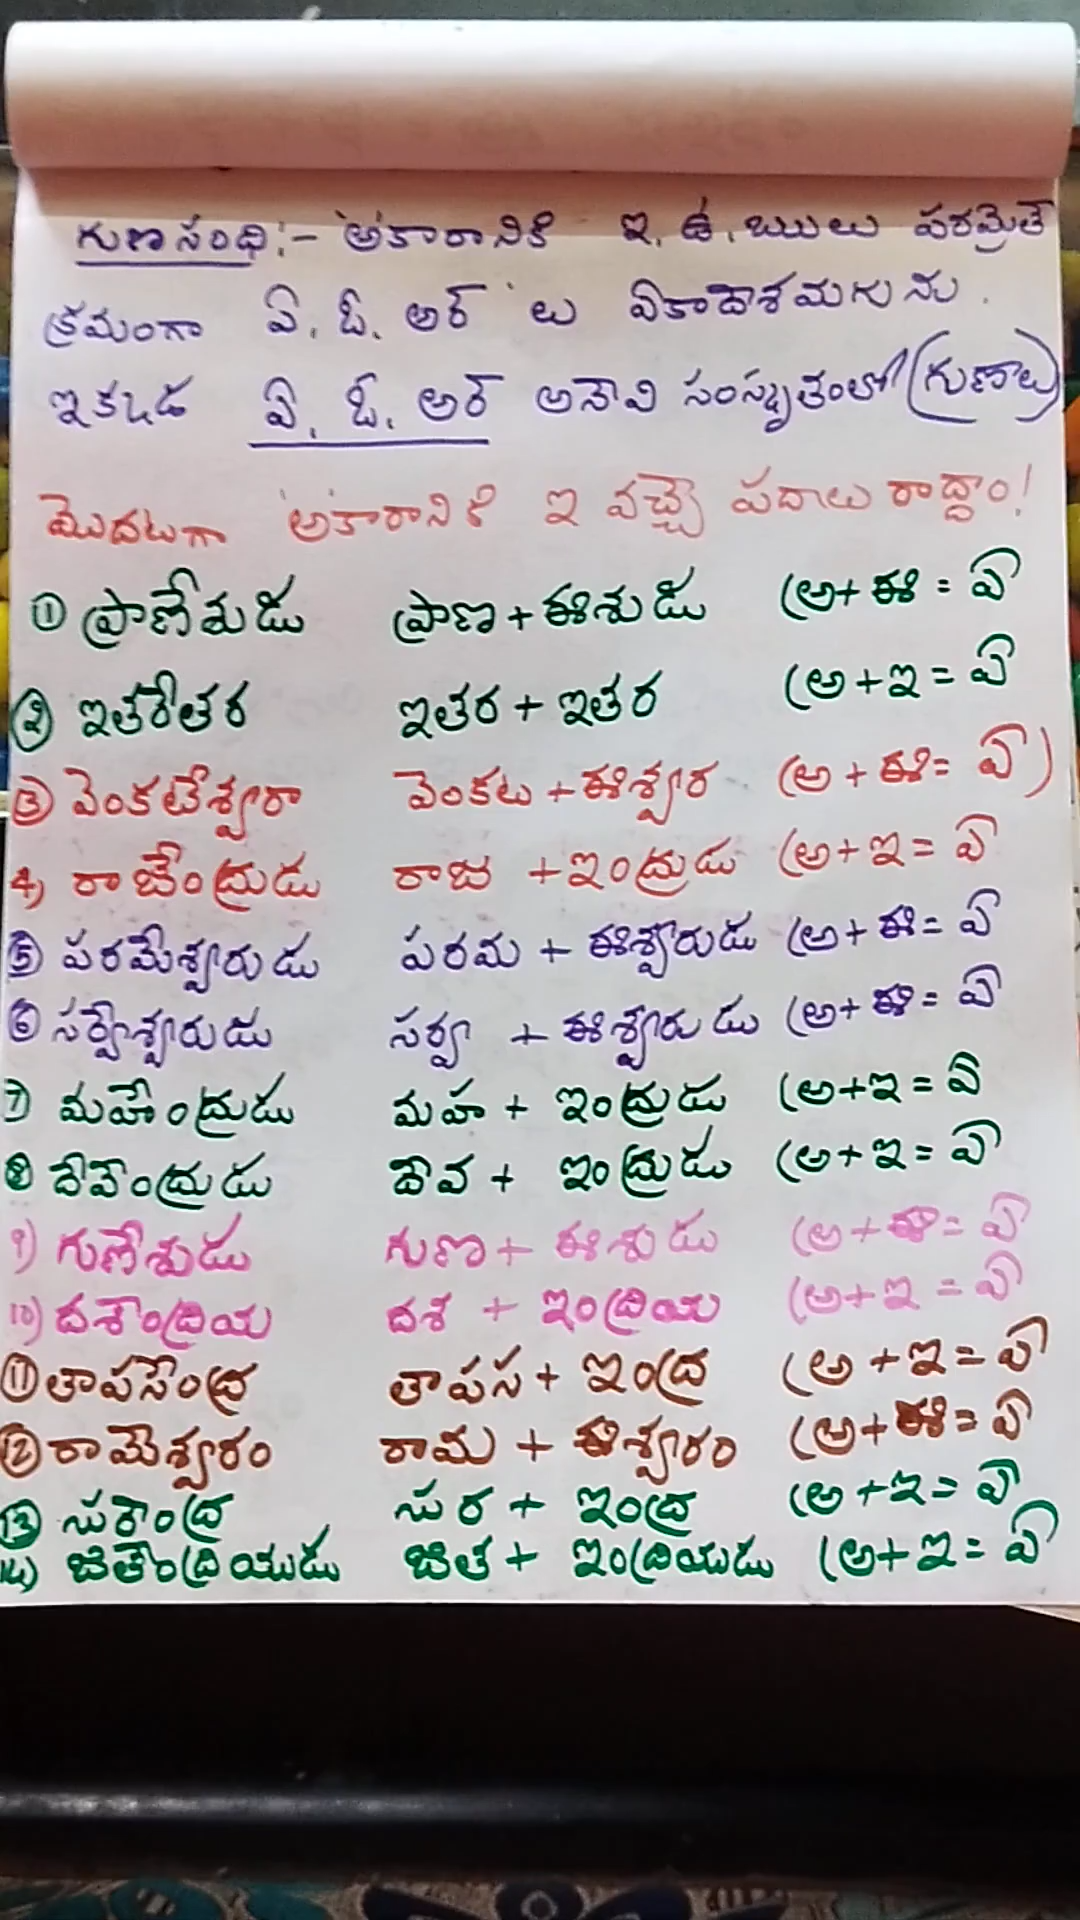 గుణసంధి:- 'అ'కారానికి ఇ, ఉ, ఋులు పరమైతే
క్రమంగా ఏ, ఓ, అర్ లు ఏకాదేశమగును.
ఇక్కడ ఏ, ఓ, అర్ అనేవి సంస్కృతంలో (గుణాలు)
మొదటగా 'అ'కారానికి ఇ వచ్చే పదాలు రాద్దాం!
① ప్రాణేశుడు ప్రాణ + ఈశుడు (అ + ఈ = ఏ)
② ఇతరేతర ఇతర + ఇతర (అ + ఇ = ఏ)
③ వెంకటేశ్వరా వెంకట + ఈశ్వర (అ + ఈ = ఏ)
4) రాజేంద్రుడు రాజ + ఇంద్రుడు (అ + ఇ = ఏ)
⑤ పరమేశ్వరుడు పరమ + ఈశ్వరుడు (అ + ఈ = ఏ)
⑥ సర్వేశ్వరుడు సర్వ + ఈశ్వరుడు (అ + ఈ = ఏ)
7) మహేంద్రుడు మహ + ఇంద్రుడు (అ + ఇ = ఏ)
⑧ దేవేంద్రుడు దేవ + ఇంద్రుడు (అ + ఇ = ఏ)
9) గుణేశుడు గుణ + ఈశుడు (అ + ఈ = ఏ)
10) దశేంద్రియ దశ + ఇంద్రియ (అ + ఇ = ఏ)
⑪ తాపసేంద్ర తాపస + ఇంద్ర (అ + ఇ = ఏ)
⑫ రామేశ్వరం రామ + ఈశ్వరం (అ + ఈ = ఏ)
⑬ సురేంద్ర సుర + ఇంద్ర (అ + ఇ = ఏ)
14) జితేంద్రియుడు జిత + ఇంద్రియుడు (అ + ఇ = ఏ)